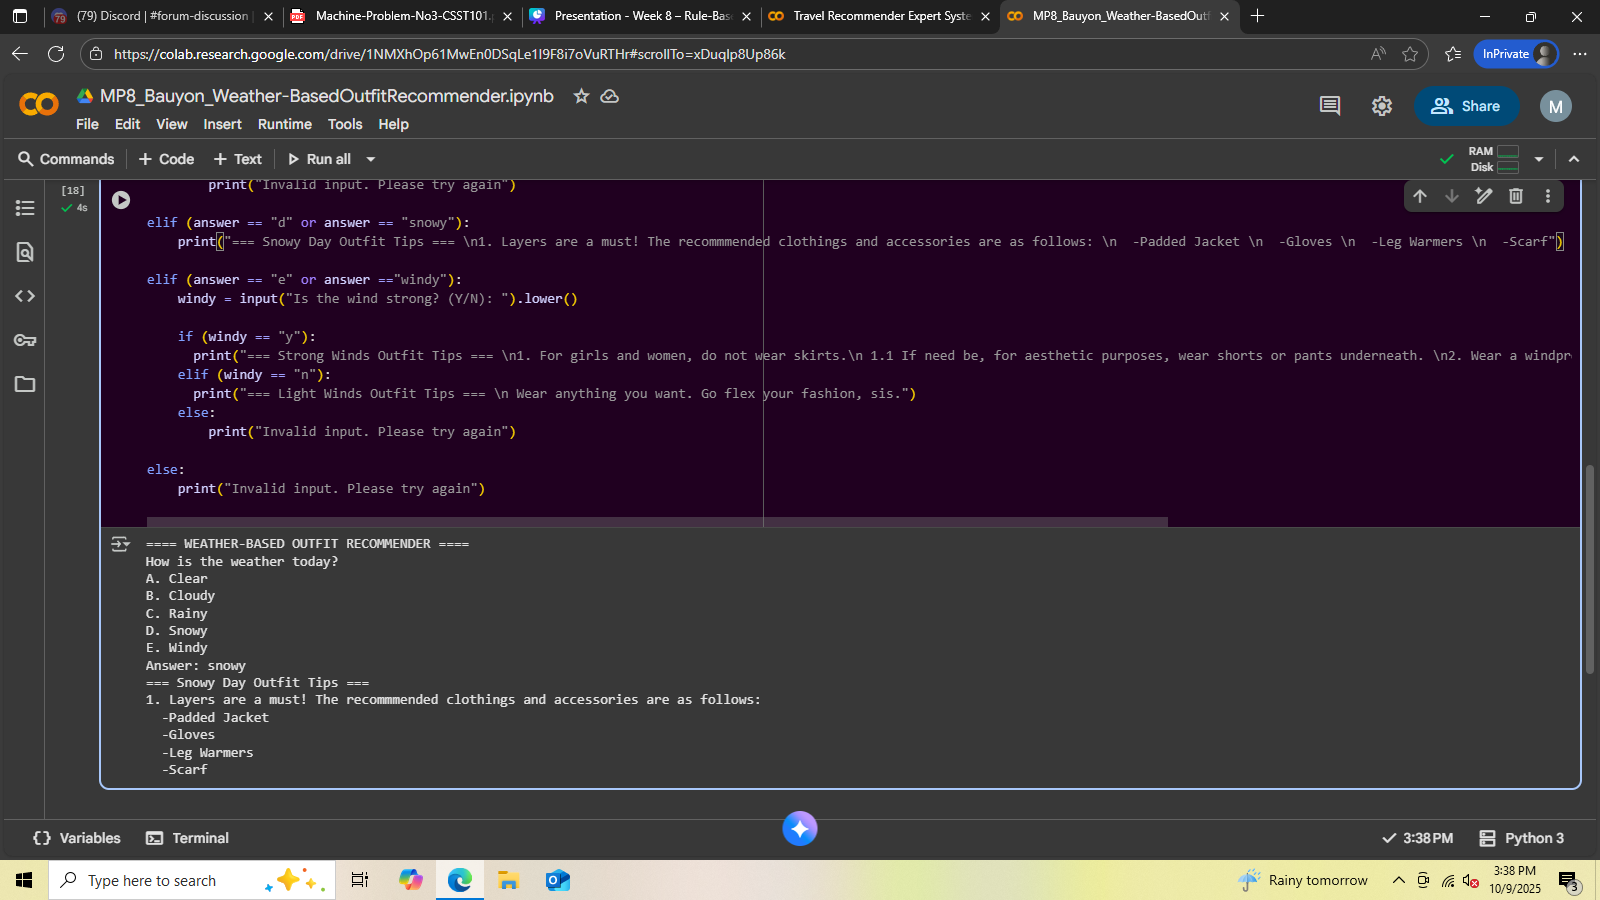 (79) Discord | #forum-discussion
Machine-Problem-No3-CSST101.
Presentation - Week 8 – Rule-Bas
Travel Recommender Expert Syste
MP8_Bauyon_Weather-BasedOutf
https://colab.research.google.com/drive/1NMXhOp61MwEn0DSqLe1I9F8i7oVuRTHr#scrollTo=xDuqIp8Up86k
InPrivate
MP8_Bauyon_Weather-BasedOutfitRecommender.ipynb
Share
M
File Edit View Insert Runtime Tools Help
Commands + Code + Text Run all
RAM
Disk
[18]
4s
print("Invalid input. Please try again")
elif (answer == "d" or answer == "snowy"):
print("=== Snowy Day Outfit Tips === \n1. Layers are a must! The recommmended clothings and accessories are as follows: \n  -Padded Jacket \n  -Gloves \n  -Leg Warmers \n  -Scarf")
elif (answer == "e" or answer =="windy"):
windy = input("Is the wind strong? (Y/N): ").lower()
if (windy == "y"):
print("=== Strong Winds Outfit Tips === \n1. For girls and women, do not wear skirts.\n 1.1 If need be, for aesthetic purposes, wear shorts or pants underneath. \n2. Wear a windpr
elif (windy == "n"):
print("=== Light Winds Outfit Tips === \n Wear anything you want. Go flex your fashion, sis.")
else:
print("Invalid input. Please try again")
else:
print("Invalid input. Please try again")
==== WEATHER-BASED OUTFIT RECOMMENDER ====
How is the weather today?
A. Clear
B. Cloudy
C. Rainy
D. Snowy
E. Windy
Answer: snowy
=== Snowy Day Outfit Tips ===
1. Layers are a must! The recommmended clothings and accessories are as follows:
-Padded Jacket
-Gloves
-Leg Warmers
-Scarf
{} Variables Terminal
3:38 PM Python 3
Type here to search
Rainy tomorrow
3:38 PM
10/9/2025
3